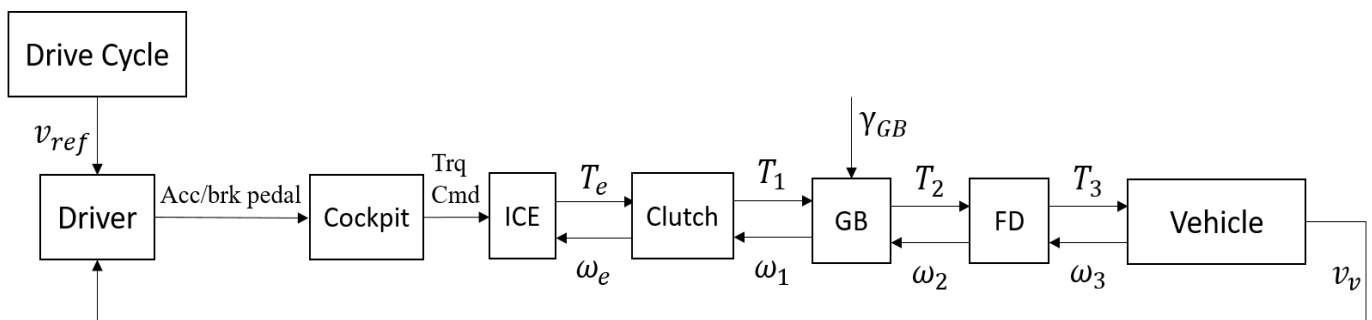 Drive Cycle
v_ref
Driver
Acc/brk pedal
Cockpit
Trq
Cmd
ICE
T_e
ω_e
Clutch
T_1
ω_1
γ_GB
GB
T_2
ω_2
FD
T_3
ω_3
Vehicle
v_v